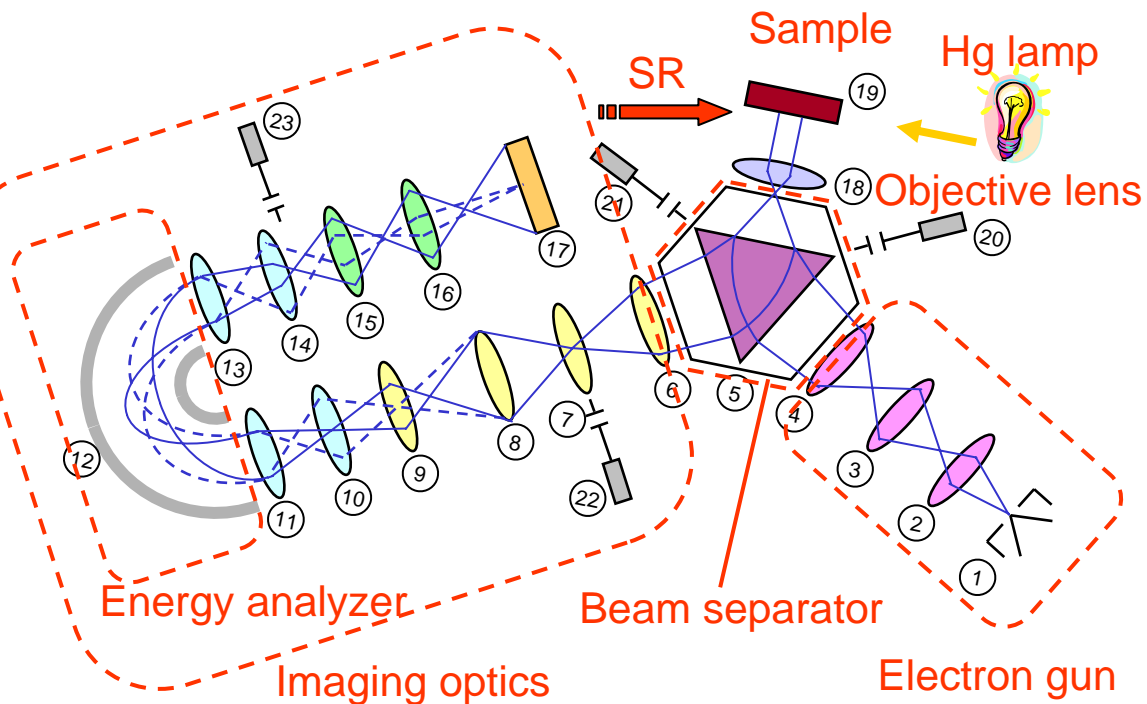 Sample
Hg lamp
SR
19
23
21
18
Objective lens
20
17
16
15
14
13
6
5
4
7
8
9
3
12
10
11
22
2
1
Energy analyzer
Beam separator
Imaging optics
Electron gun